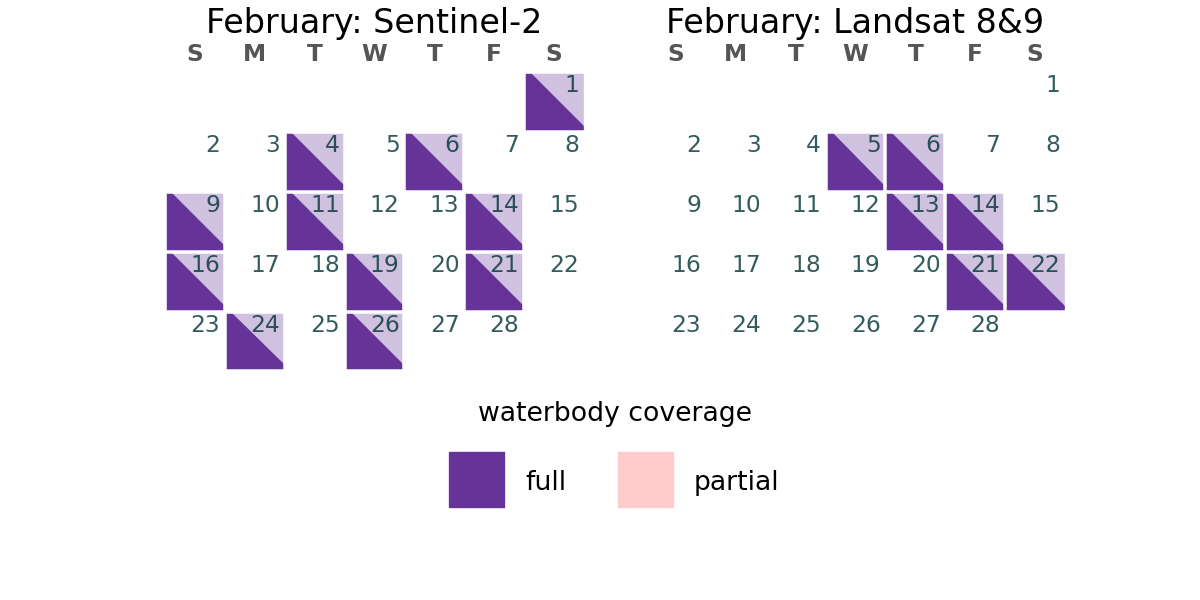 February: Sentinel-2
S M T W T F S
1
2 3 4 5 6 7 8
9 10 11 12 13 14 15
16 17 18 19 20 21 22
23 24 25 26 27 28
February: Landsat 8&9
S M T W T F S
1
2 3 4 5 6 7 8
9 10 11 12 13 14 15
16 17 18 19 20 21 22
23 24 25 26 27 28
waterbody coverage
full partial